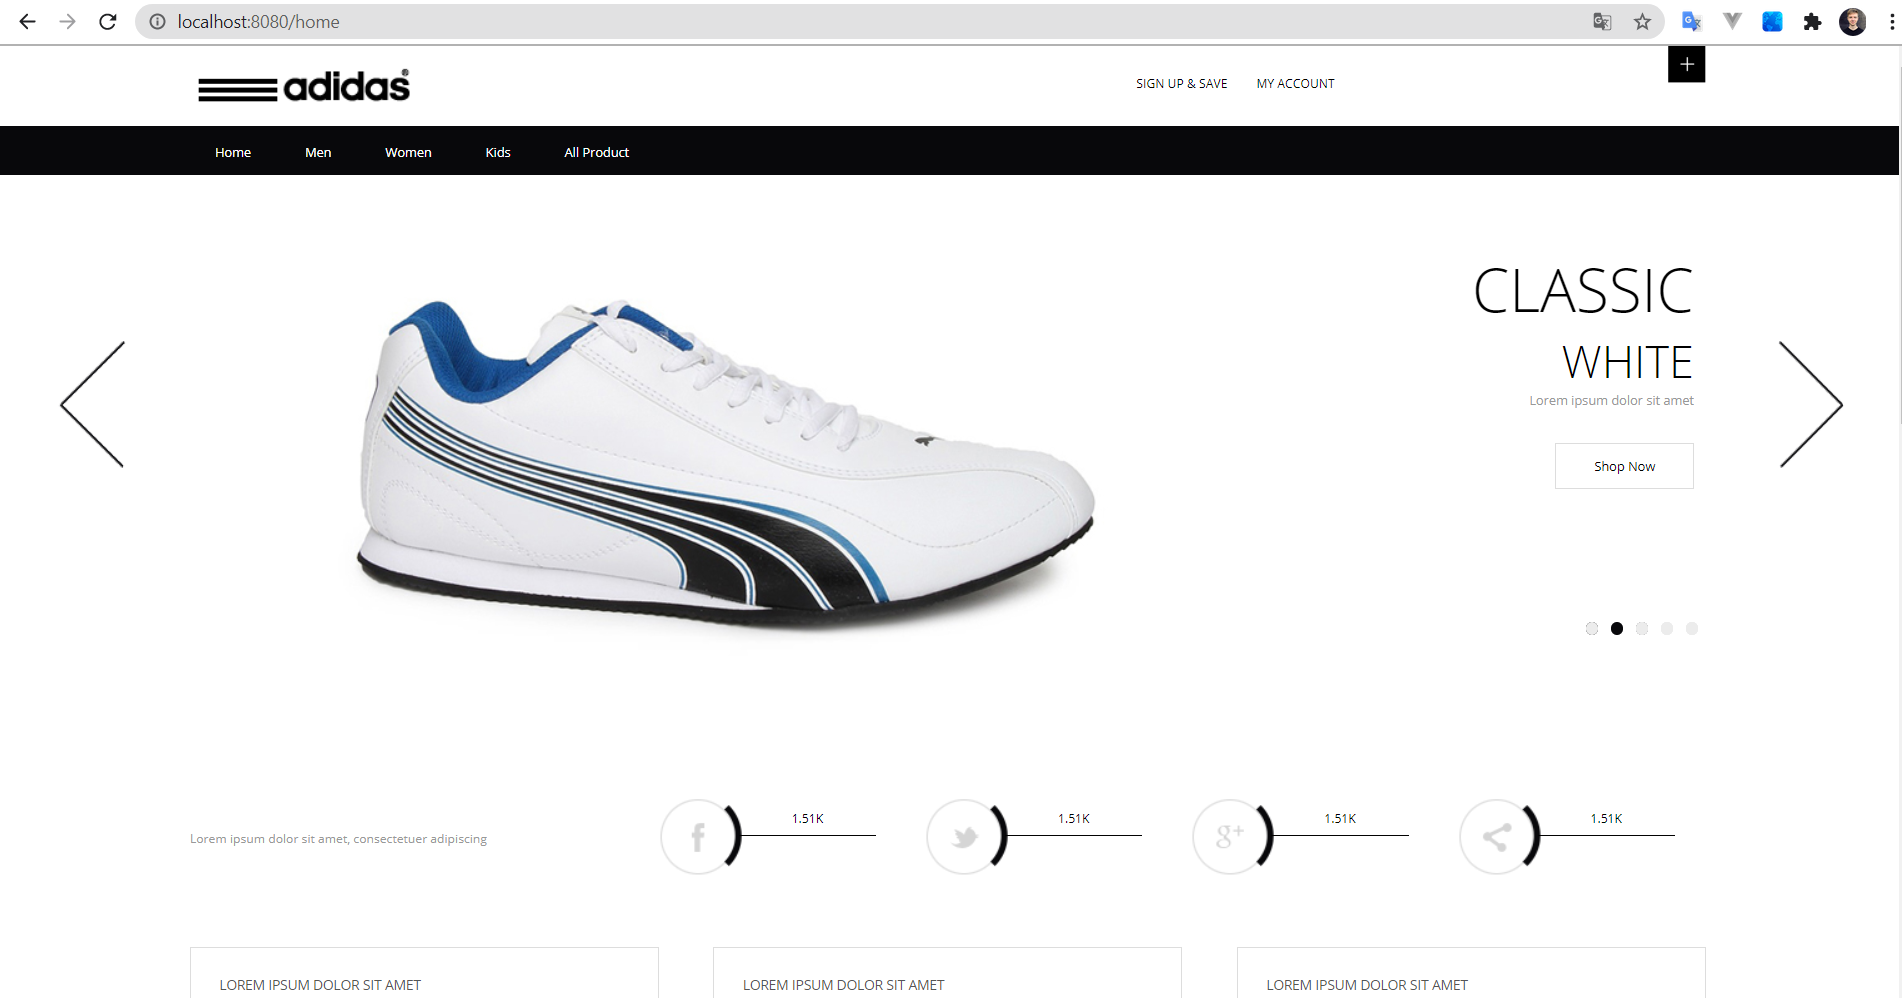 localhost:8080/home
adidas®
SIGN UP & SAVE MY ACCOUNT
Home Men Women Kids All Product
CLASSIC
WHITE
Lorem ipsum dolor sit amet
Shop Now
Lorem ipsum dolor sit amet, consectetuer adipiscing
1.51K 1.51K 1.51K 1.51K
LOREM IPSUM DOLOR SIT AMET LOREM IPSUM DOLOR SIT AMET LOREM IPSUM DOLOR SIT AMET